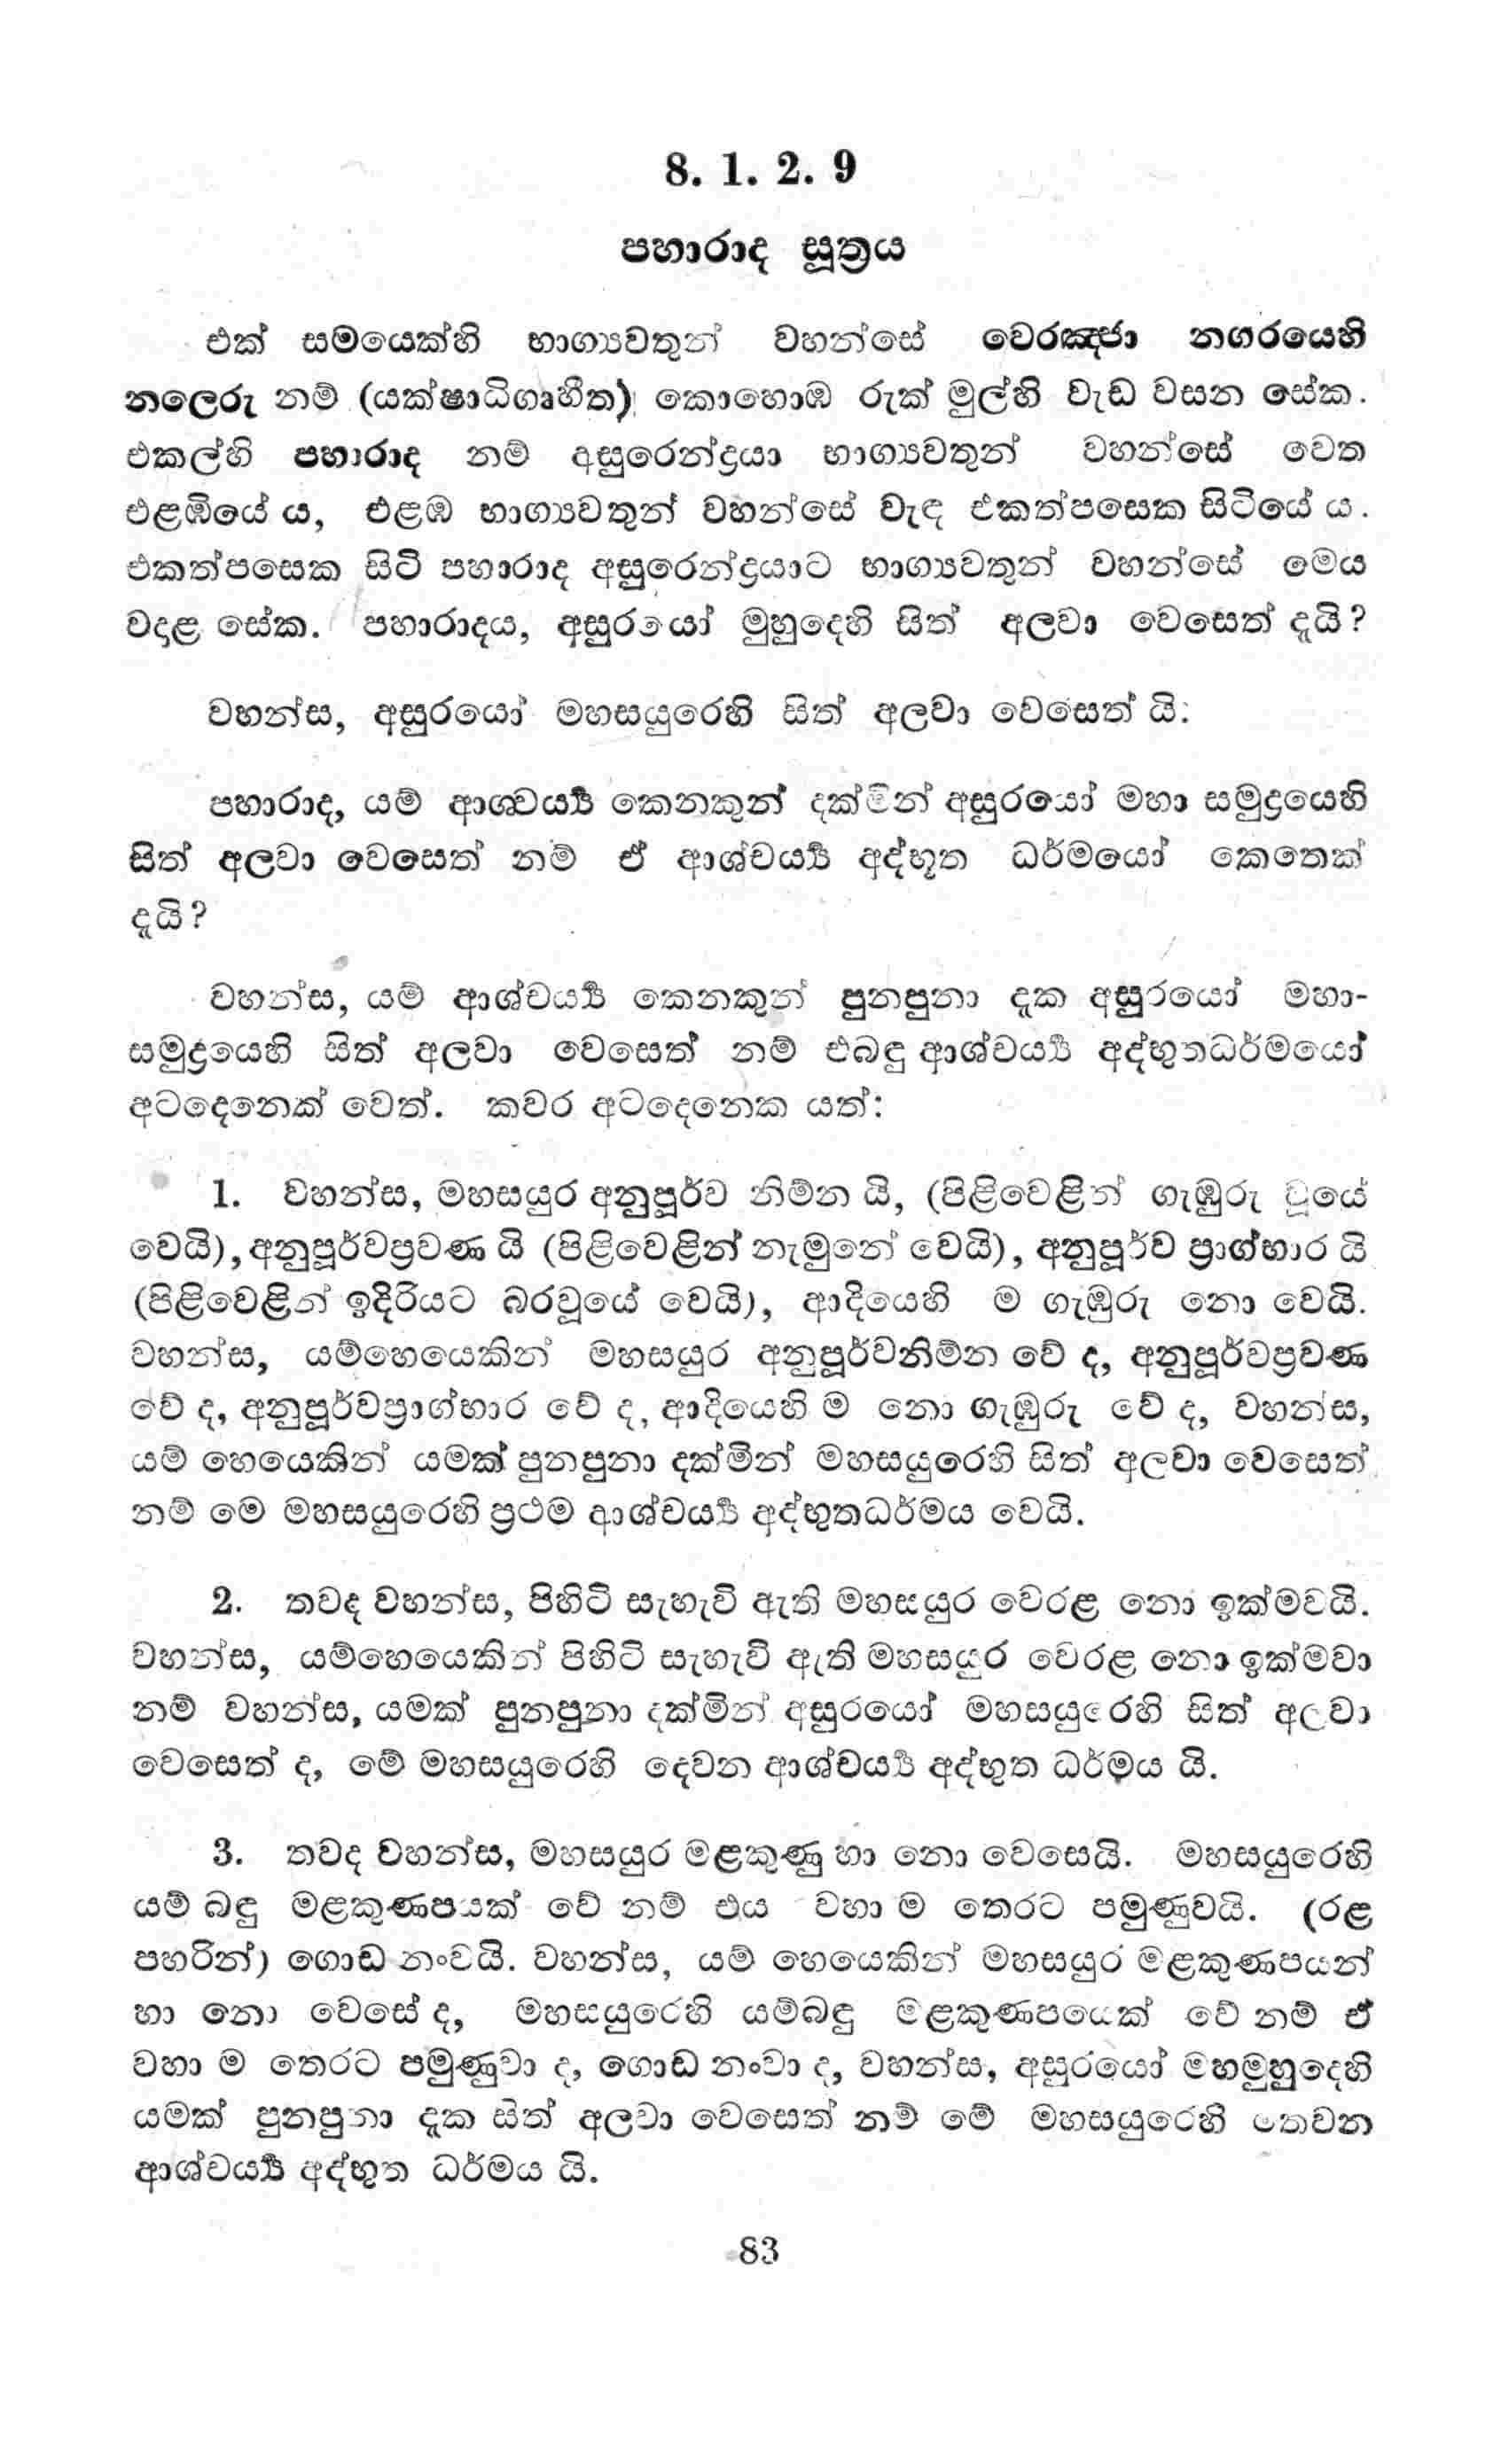 8. 1. 2. 9
පහාරාද සූත්‍රය
එක් සමයෙක්හි භාග්‍යවතුන් වහන්සේ වෙරඤ්ජා නගරයෙහි
නලෙරු නම් (යක්ෂාධිගෘහීත) කොහොඹ රුක් මුල්හි වැඩ වසන සේක.
එකල්හි පහාරාද නම් අසුරෙන්ද්‍රයා භාග්‍යවතුන් වහන්සේ වෙත
එළඹියේ ය, එළඹ භාග්‍යවතුන් වහන්සේ වැඳ එකත්පසෙක සිටියේ ය.
එකත්පසෙක සිටි පහාරාද අසුරෙන්ද්‍රයාට භාග්‍යවතුන් වහන්සේ මෙය
වදාළ සේක. පහාරාදය, අසුරයෝ මුහුදෙහි සිත් අලවා වෙසෙත් දැයි?
වහන්ස, අසුරයෝ මහසයුරෙහි සිත් අලවා වෙසෙත් යි:
පහාරාද, යම් ආශ්චර්‍ය්‍ය කෙනකුන් දක්මින් අසුරයෝ මහා සමුද්‍රයෙහි
සිත් අලවා වෙසෙත් නම් ඒ ආශ්චර්‍ය්‍ය අද්භූත ධර්මයෝ කෙතෙක්
දැයි?
වහන්ස, යම් ආශ්චර්‍ය්‍ය කෙනකුන් පුනපුනා දැක අසුරයෝ මහා-
සමුද්‍රයෙහි සිත් අලවා වෙසෙත් නම් එබඳු ආශ්චර්‍ය්‍ය අද්භුතධර්මයෝ
අටදෙනෙක් වෙත්. කවර අටදෙනෙක යත්:
1. වහන්ස, මහසයුර අනුපූර්ව නිම්න යි, (පිළිවෙළින් ගැඹුරු වූයේ
වෙයි), අනුපූර්වප්‍රවණ යි (පිළිවෙළින් නැමුනේ වෙයි), අනුපූර්ව ප්‍රාග්භාර යි
(පිළිවෙළින් ඉදිරියට බරවූයේ වෙයි), ආදියෙහි ම ගැඹුරු නො වෙයි.
වහන්ස, යම්හෙයෙකින් මහසයුර අනුපූර්වනිම්න වේ ද, අනුපූර්වප්‍රවණ
වේ ද, අනුපූර්වප්‍රාග්භාර වේ ද, ආදියෙහි ම නො ගැඹුරු වේ ද, වහන්ස,
යම් හෙයෙකින් යමක් පුනපුනා දක්මින් මහසයුරෙහි සිත් අලවා වෙසෙත්
නම් මෙ මහසයුරෙහි ප්‍රථම ආශ්චර්‍ය්‍ය අද්භුතධර්මය වෙයි.
2. තවද වහන්ස, පිහිටි සැහැවි ඇති මහසයුර වෙරළ නො ඉක්මවයි.
වහන්ස, යම්හෙයෙකින් පිහිටි සැහැවි ඇති මහසයුර වෙරළ නො ඉක්මවා
නම් වහන්ස, යමක් පුනපුනා දක්මින් අසුරයෝ මහසයුරෙහි සිත් අලවා
වෙසෙත් ද, මේ මහසයුරෙහි දෙවන ආශ්චර්‍ය්‍ය අද්භුත ධර්මය යි.
3. තවද වහන්ස, මහසයුර මළකුණු හා නො වෙසෙයි. මහසයුරෙහි
යම් බඳු මළකුණපයක් වේ නම් එය වහා ම තෙරට පමුණුවයි. (රළ
පහරින්) ගොඩ නංවයි. වහන්ස, යම් හෙයෙකින් මහසයුර මළකුණපයන්
හා නො වෙසේ ද, මහසයුරෙහි යම්බඳු මළකුණපයෙක් වේ නම් ඒ
වහා ම තෙරට පමුණුවා ද, ගොඩ නංවා ද, වහන්ස, අසුරයෝ මහමුහුදෙහි
යමක් පුනපුනා දැක සිත් අලවා වෙසෙත් නම් මේ මහසයුරෙහි තෙවන
ආශ්චර්‍ය්‍ය අද්භුත ධර්මය යි.
83